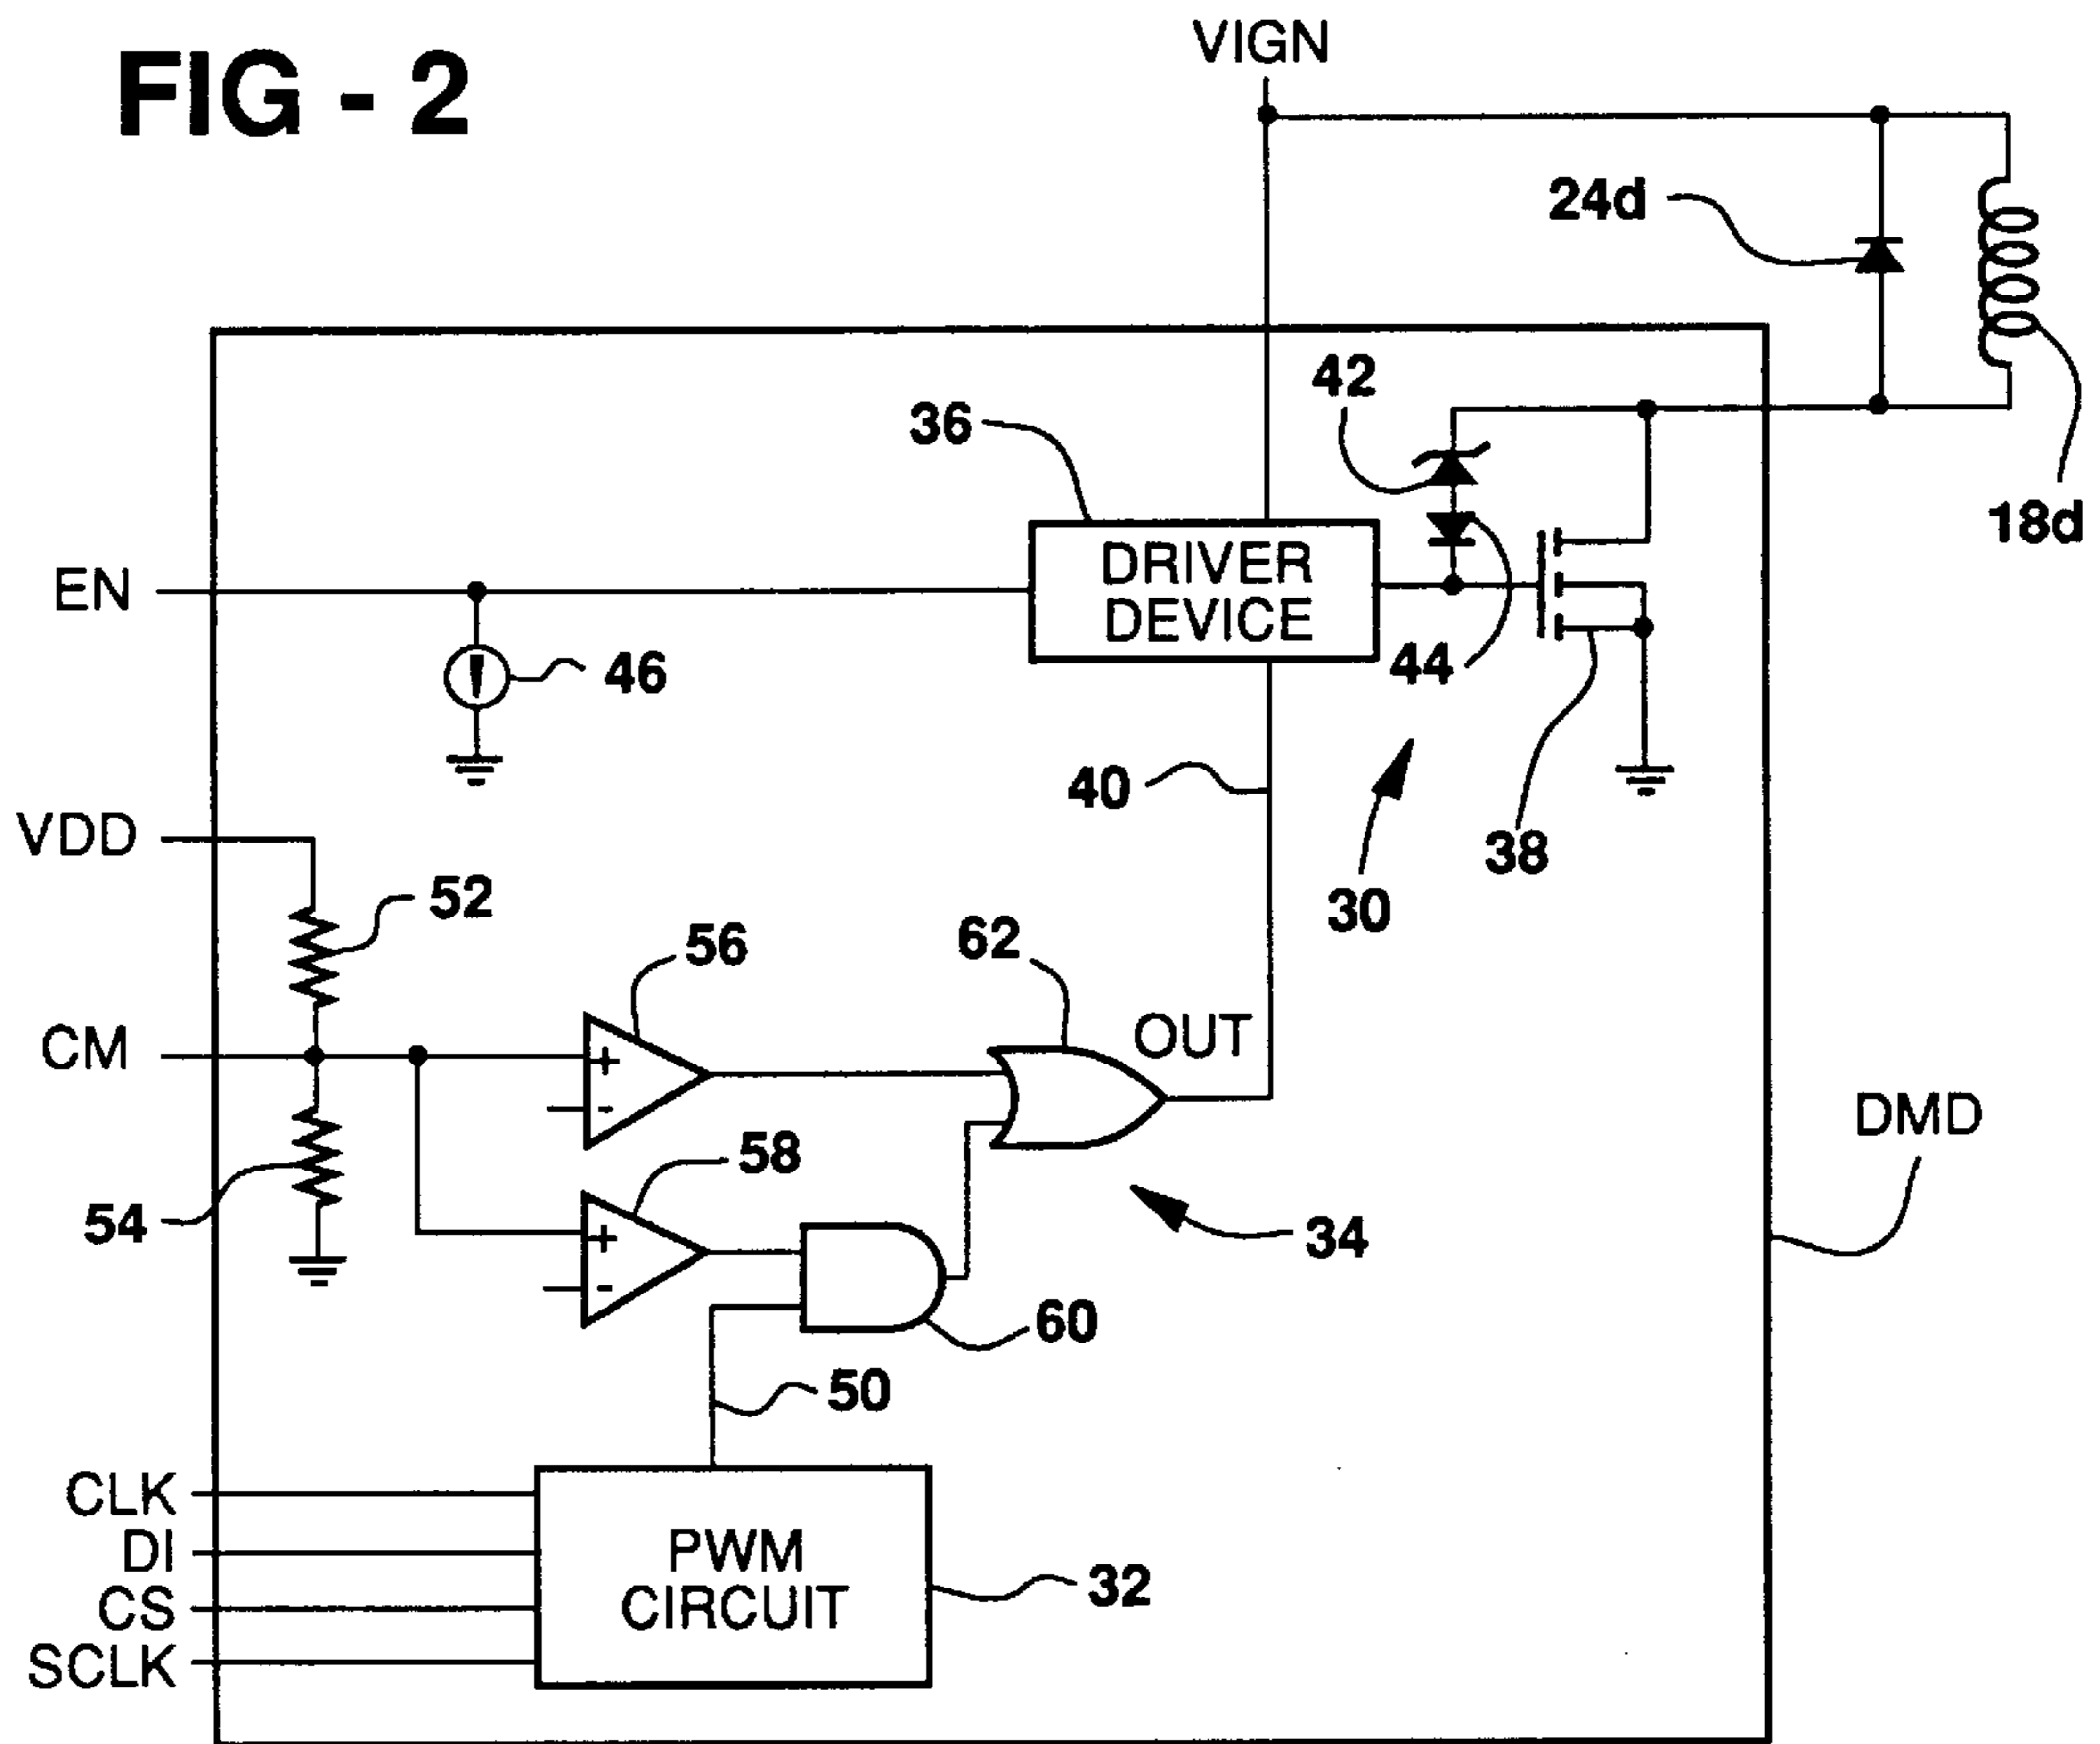 FIG - 2
VIGN
24d
42
36
18d
EN
DRIVER
DEVICE
44
46
40
VDD
38
52
30
56
62
CM
OUT
+
-
DMD
58
54
+
-
34
60
50
CLK
DI
CS
SCLK
PWM
CIRCUIT
32